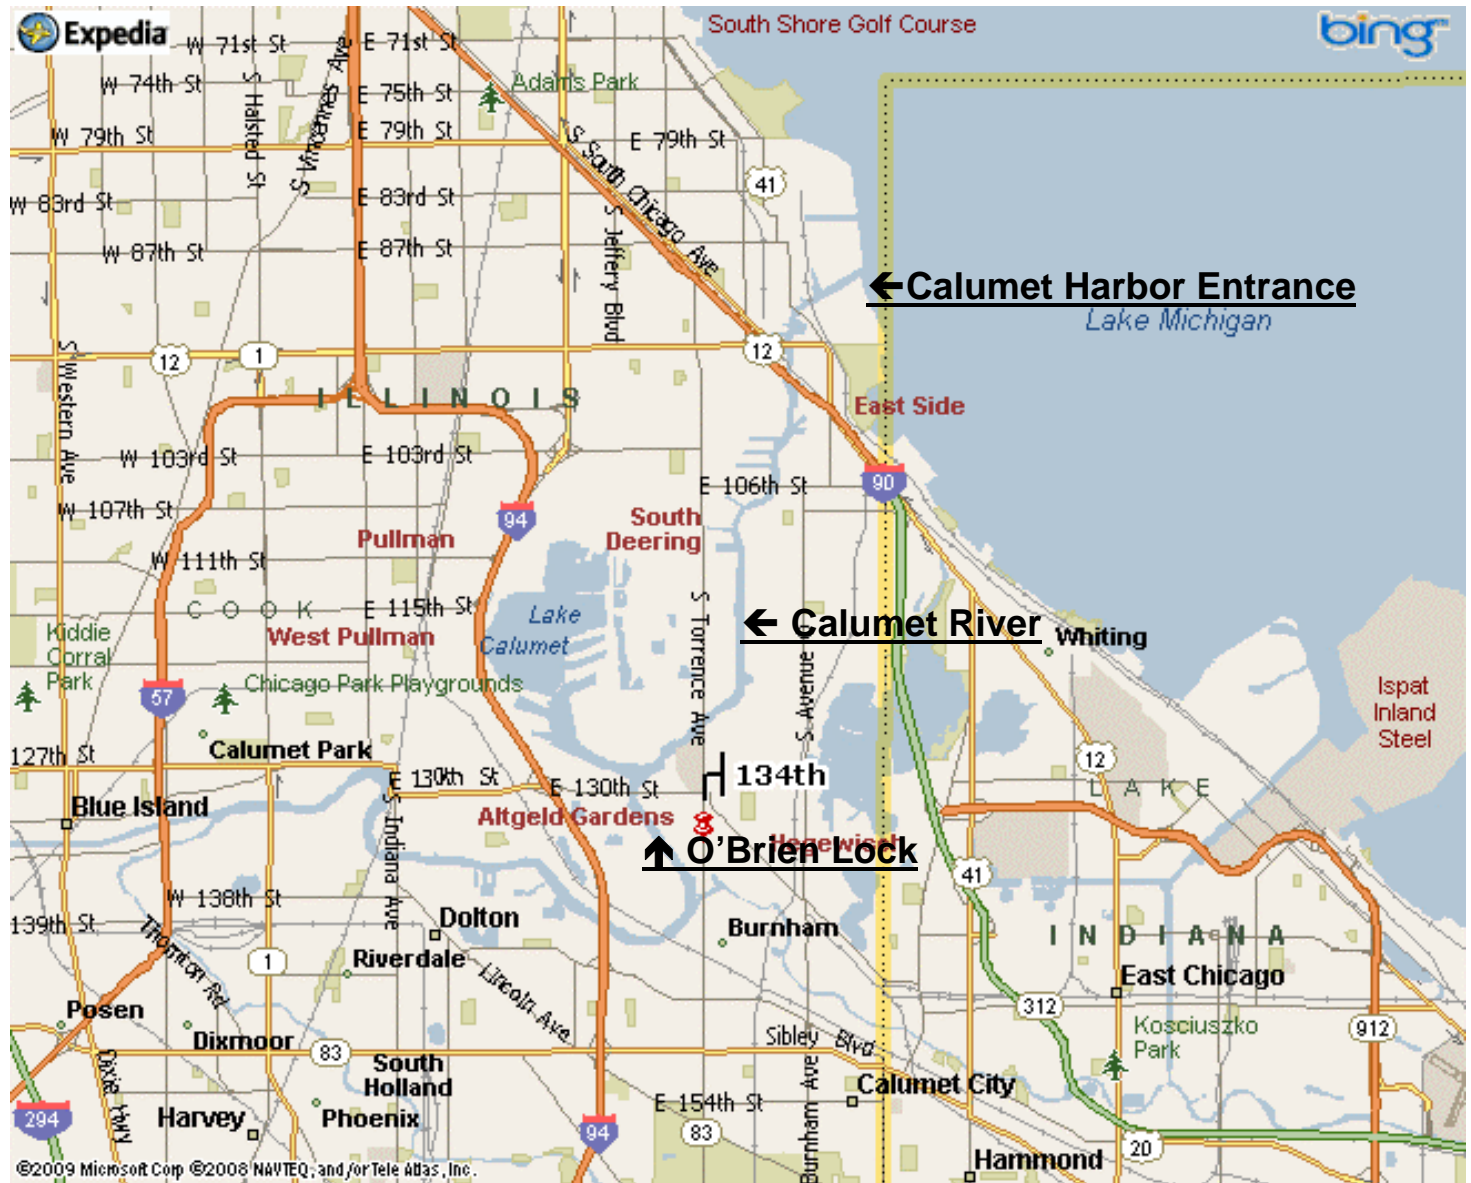 Expedia
South Shore Golf Course
bing
W 71st St
E 71st St
W 74th St
E 75th St
Adams Park
S Halsted St
S Vincennes Ave
W 79th St
E 79th St
E 79th St
S South Chicago Ave
41
W 83rd St
E 83rd St
S Jeffery Blvd
W 87th St
E 87th St
←Calumet Harbor Entrance
Lake Michigan
S Western Ave
12
1
12
ILLINOIS
East Side
W 103rd St
E 103rd St
E 106th St
90
W 107th St
94
South
Deering
Pullman
W 111th St
COOK
E 115th St
Lake
Calumet
S Torrence Ave
← Calumet River
Kiddie
Corral
Park
West Pullman
S Avenue
Whiting
57
Chicago Park Playgrounds
Ispat
Inland
Steel
127th St
Calumet Park
12
E 130th St
E 130th St
134th
LAKE
Blue Island
S Indiana Ave
Altgeld Gardens
Hegewisch
↑ O’Brien Lock
41
W 138th St
139th St
Thornton Rd
Dolton
Burnham
INDIANA
1
Riverdale
Lincoln Ave
East Chicago
312
Posen
Dixmoor
83
Sibley Blvd
Kosciuszko
Park
912
Dixie Hwy
South
Holland
Burnham Ave
Calumet City
294
Harvey
Phoenix
E 154th St
94
83
20
Hammond
©2009 Microsoft Corp ©2008 NAVTEQ, and/or Tele Atlas, Inc.